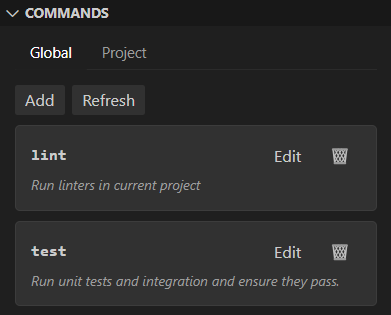 COMMANDS
Global Project
Add Refresh
lint Edit
Run linters in current project
test Edit
Run unit tests and integration and ensure they pass.